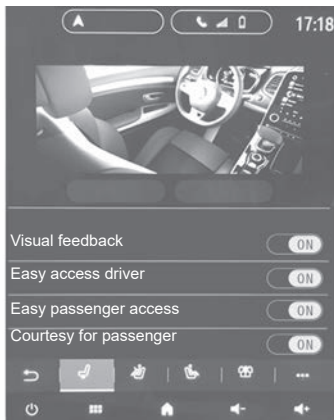 17:18
Visual feedback
ON
Easy access driver
ON
Easy passenger access
ON
Courtesy for passenger
ON